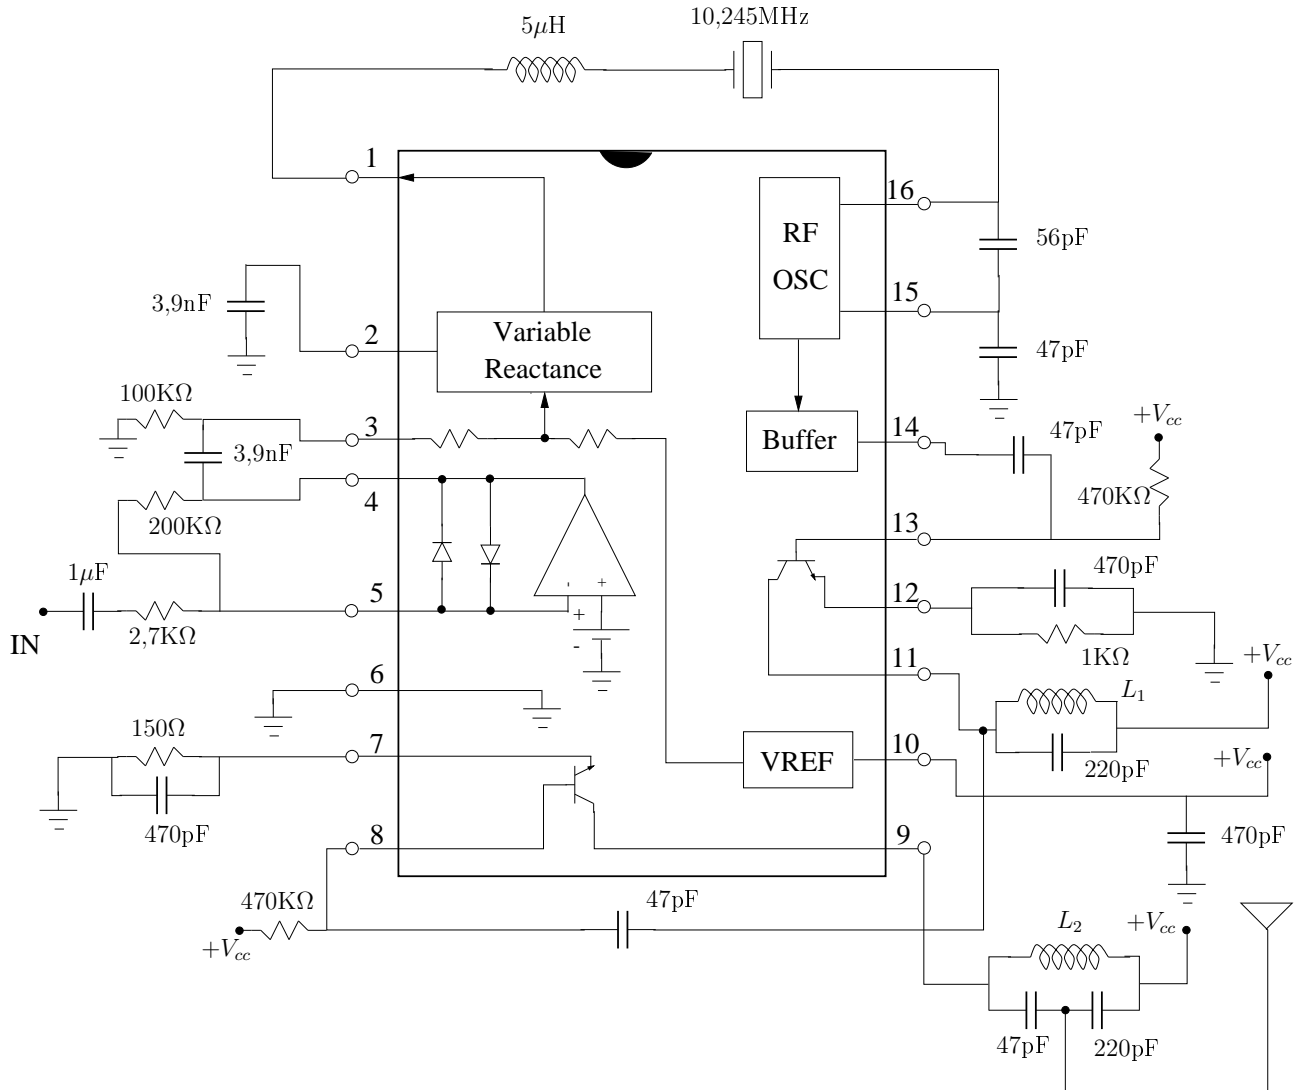 5μH
10,245MHz
1
16
RF
OSC
56pF
3,9nF
2
Variable
Reactance
15
47pF
100KΩ
3
3,9nF
Buffer
14
47pF
+Vcc
4
200KΩ
470KΩ
13
1μF
5
IN
2,7KΩ
-
+
+
-
470pF
12
1KΩ
11
+Vcc
6
L1
150Ω
7
VREF
10
220pF
+Vcc
470pF
8
9
470pF
470KΩ
+Vcc
47pF
L2
+Vcc
47pF
220pF